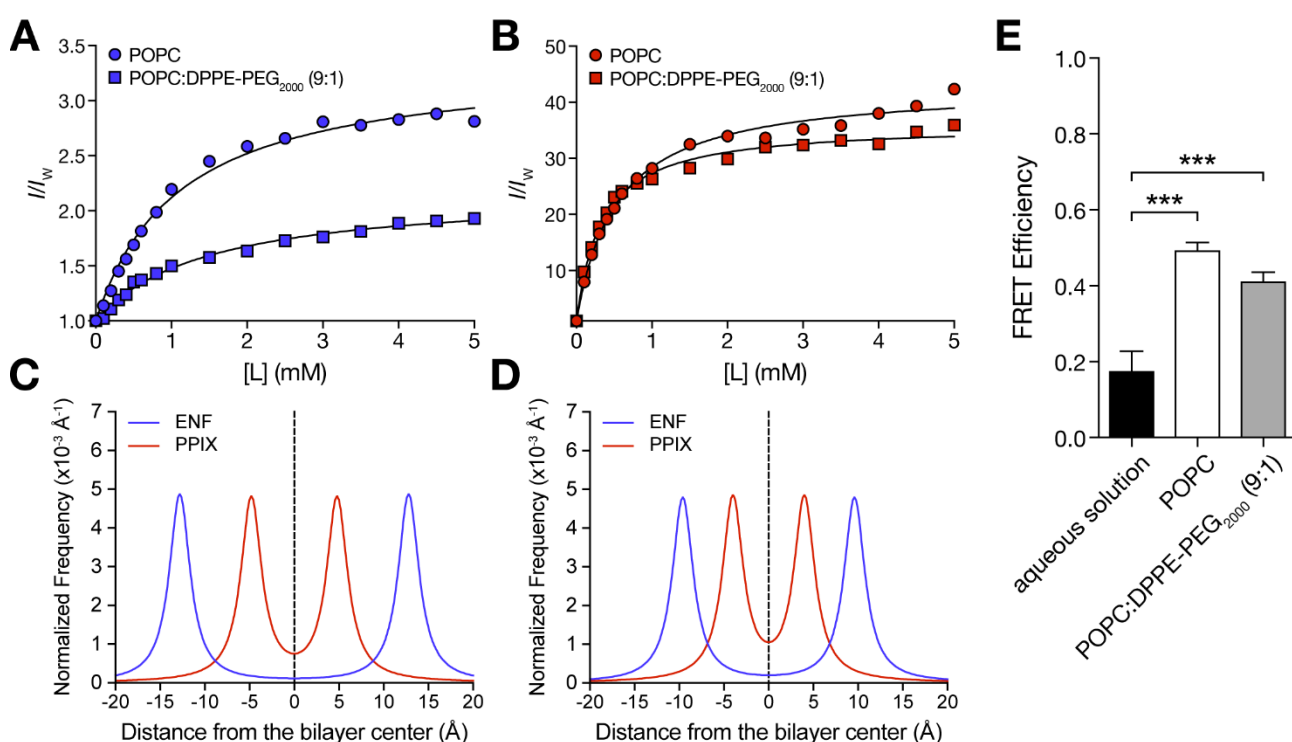 A
I/I_W
3.5
3.0
2.5
2.0
1.5
1.0
POPC
POPC:DPPE-PEG₂₀₀₀ (9:1)
0 1 2 3 4 5
[L] (mM)
B
I/I_W
50
40
30
20
10
POPC
POPC:DPPE-PEG₂₀₀₀ (9:1)
0 1 2 3 4 5
[L] (mM)
E
FRET Efficiency
1.0
0.8
0.6
0.4
0.2
0.0
***
***
aqueous solution
POPC
POPC:DPPE-PEG₂₀₀₀ (9:1)
C
Normalized Frequency (x10⁻³ Å⁻¹)
7
6
5
4
3
2
1
0
ENF
PPIX
-20 -15 -10 -5 0 5 10 15 20
Distance from the bilayer center (Å)
D
Normalized Frequency (x10⁻³ Å⁻¹)
7
6
5
4
3
2
1
0
ENF
PPIX
-20 -15 -10 -5 0 5 10 15 20
Distance from the bilayer center (Å)